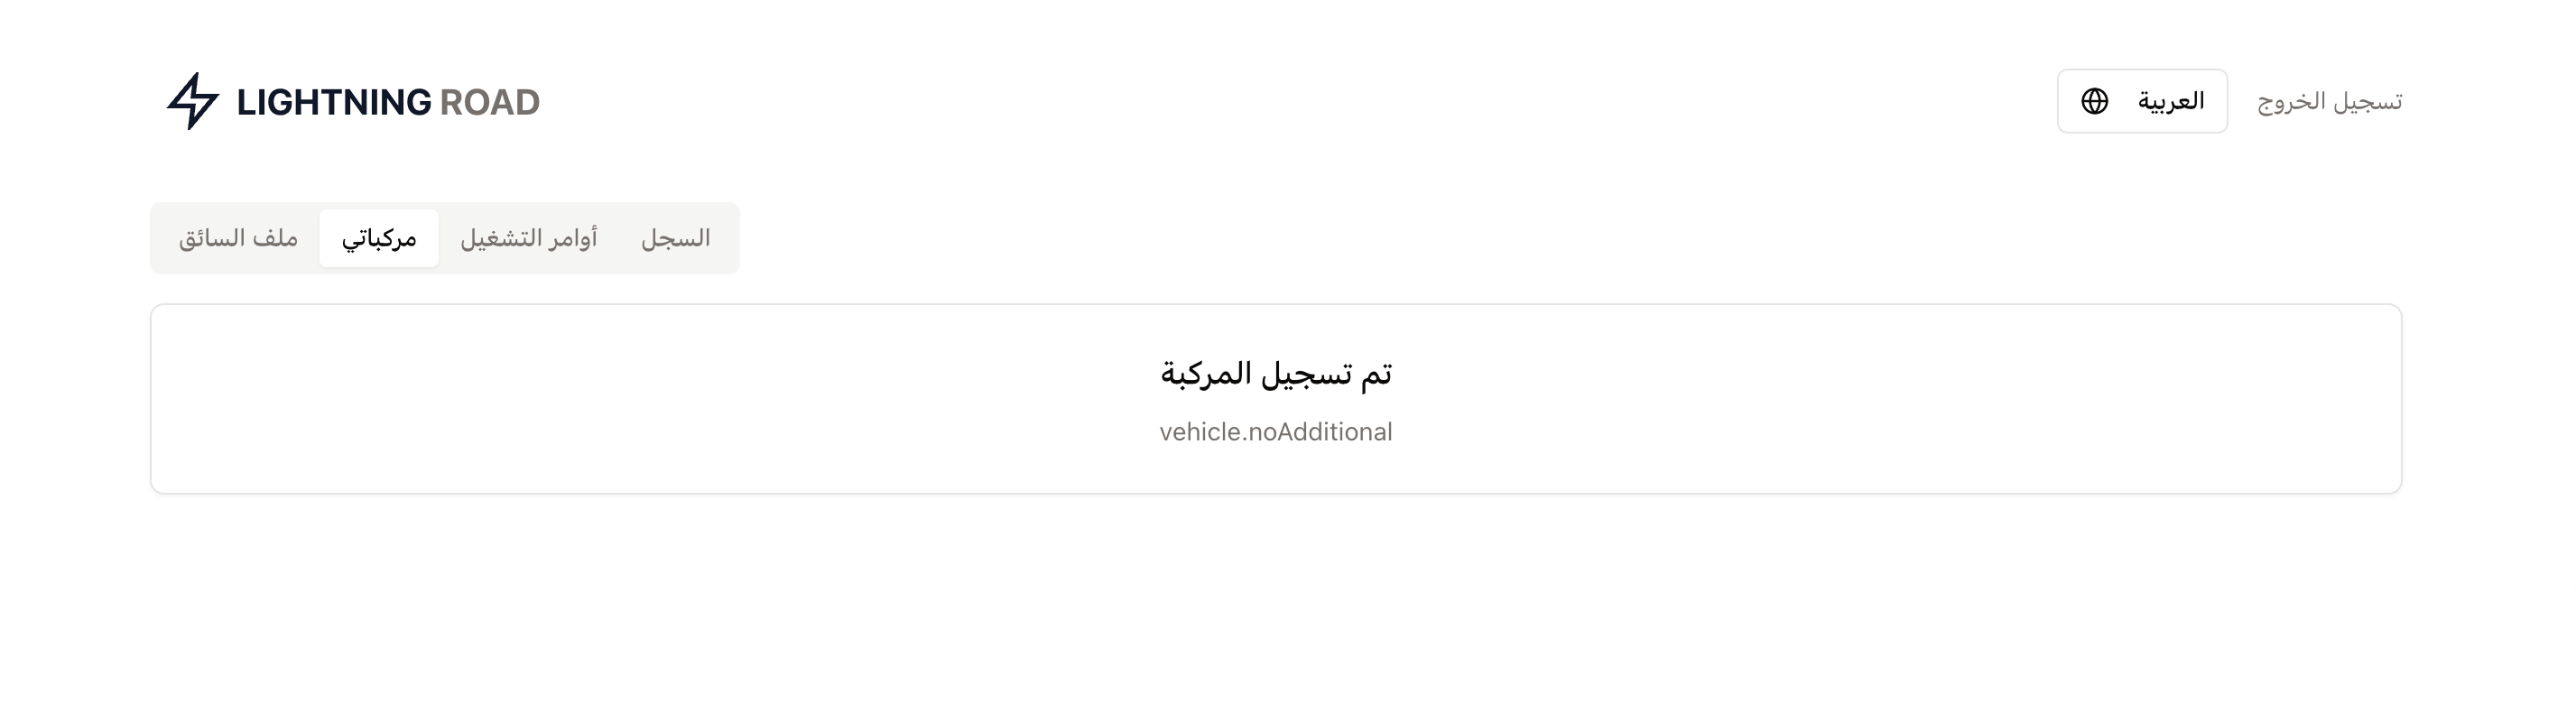 LIGHTNING ROAD
العربية
تسجيل الخروج
ملف السائق
مركباتي
أوامر التشغيل
السجل
تم تسجيل المركبة
vehicle.noAdditional